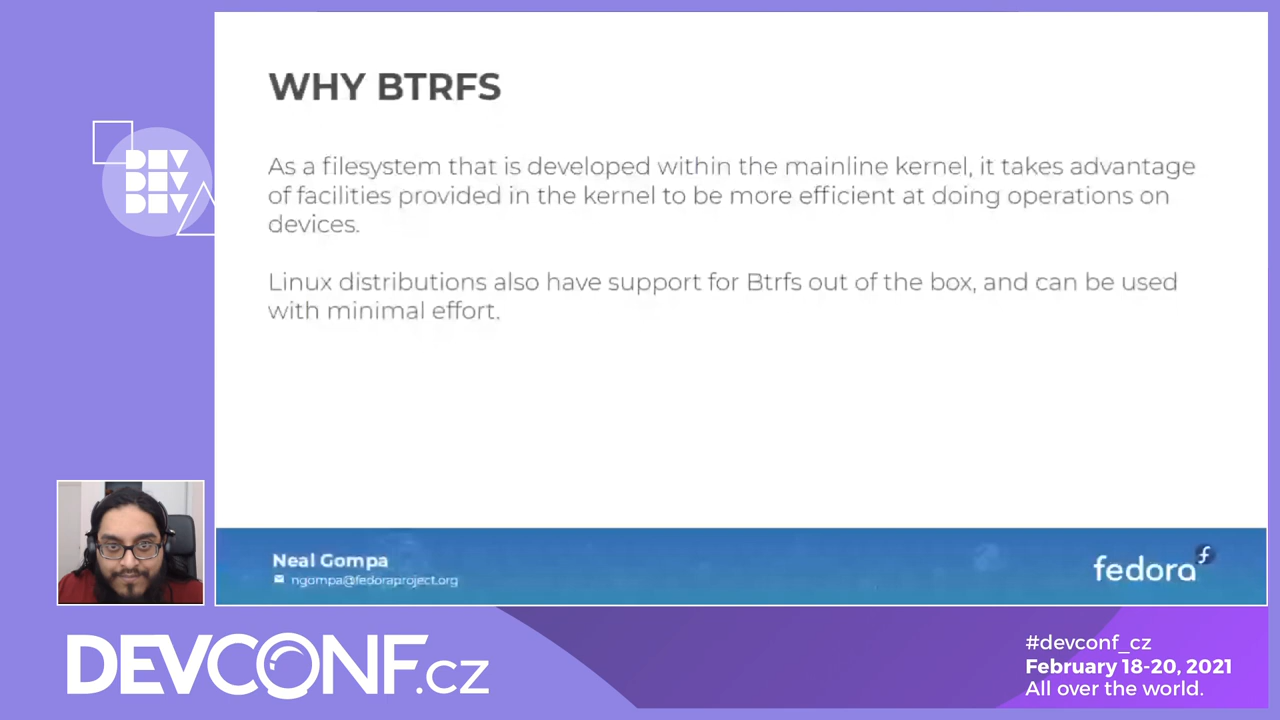 WHY BTRFS
As a filesystem that is developed within the mainline kernel, it takes advantage
of facilities provided in the kernel to be more efficient at doing operations on
devices.
Linux distributions also have support for Btrfs out of the box, and can be used
with minimal effort.
DEV
DEV
DEV
Neal Gompa
ngompa@fedoraproject.org
fedora
DEVCONF.cz
#devconf_cz
February 18-20, 2021
All over the world.